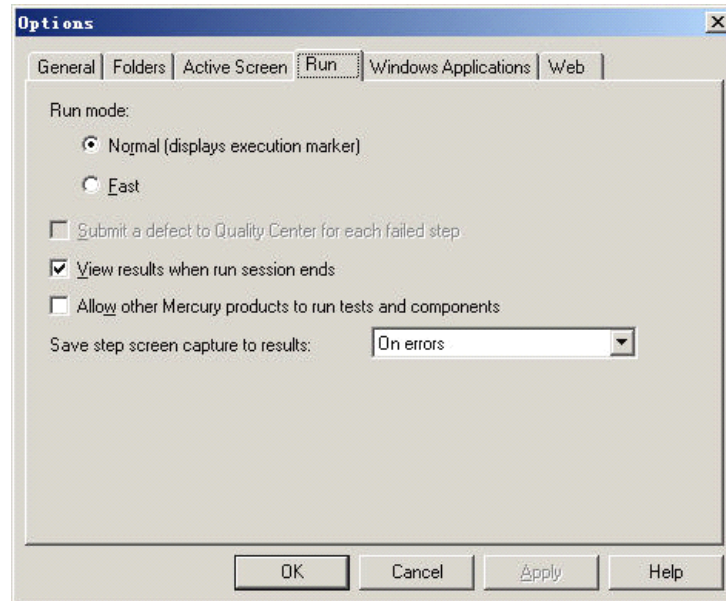 Options
General Folders Active Screen Run Windows Applications Web
Run mode:
Normal (displays execution marker)
Fast
Submit a defect to Quality Center for each failed step
View results when run session ends
Allow other Mercury products to run tests and components
Save step screen capture to results: On errors
OK Cancel Apply Help